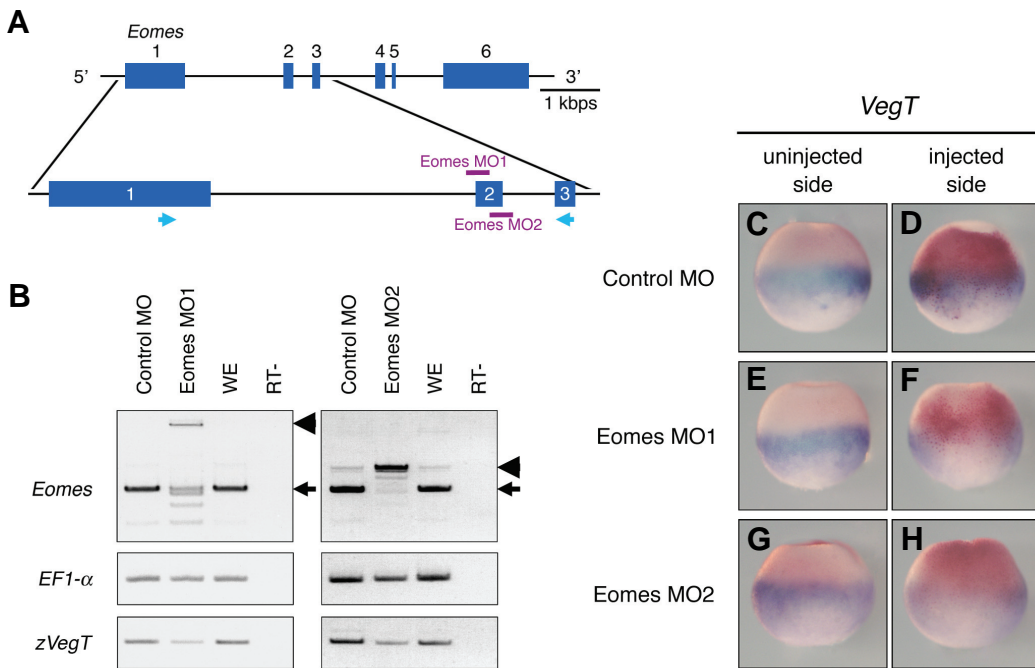 A
Eomes
1 2 3 4 5 6
5’ 3’
1 kbps
Eomes MO1
1 2 3
Eomes MO2
B
Control MO Eomes MO1 WE RT-
Control MO Eomes MO2 WE RT-
Eomes
EF1-α
zVegT
VegT
uninjected side
injected side
C D
Control MO
E F
Eomes MO1
G H
Eomes MO2